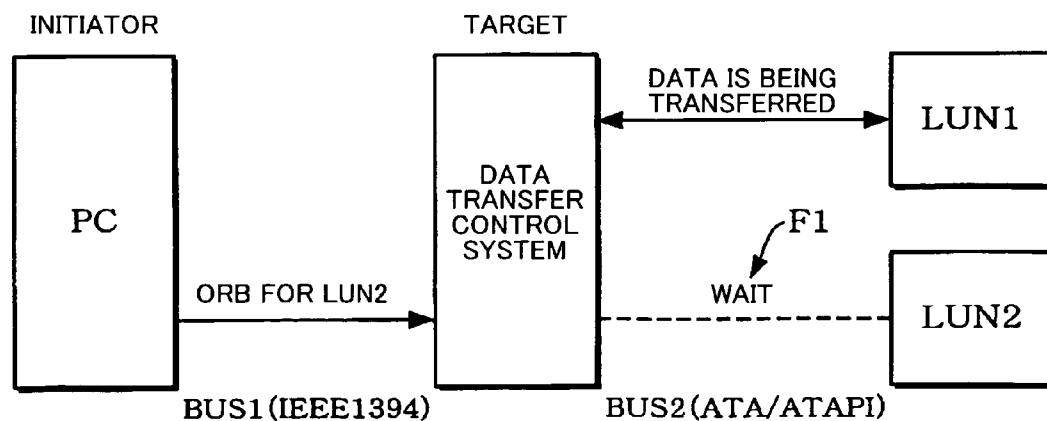 INITIATOR
TARGET
PC
DATA
TRANSFER
CONTROL
SYSTEM
DATA IS BEING
TRANSFERRED
LUN1
ORB FOR LUN2
F1
WAIT
LUN2
BUS1(IEEE1394)
BUS2(ATA/ATAPI)